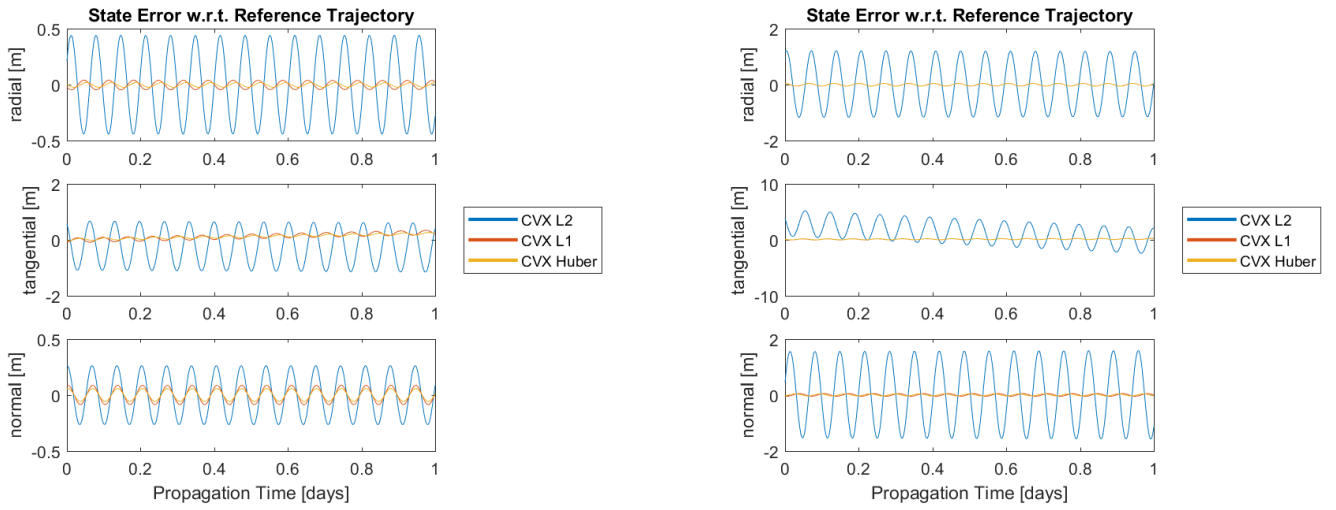 State Error w.r.t. Reference Trajectory
0.5
0
-0.5
radial [m]
0 0.2 0.4 0.6 0.8 1
2
0
-2
tangential [m]
0 0.2 0.4 0.6 0.8 1
0.5
0
-0.5
normal [m]
0 0.2 0.4 0.6 0.8 1
Propagation Time [days]
CVX L2
CVX L1
CVX Huber
State Error w.r.t. Reference Trajectory
2
0
-2
radial [m]
0 0.2 0.4 0.6 0.8 1
10
0
-10
tangential [m]
0 0.2 0.4 0.6 0.8 1
2
0
-2
normal [m]
0 0.2 0.4 0.6 0.8 1
Propagation Time [days]
CVX L2
CVX L1
CVX Huber